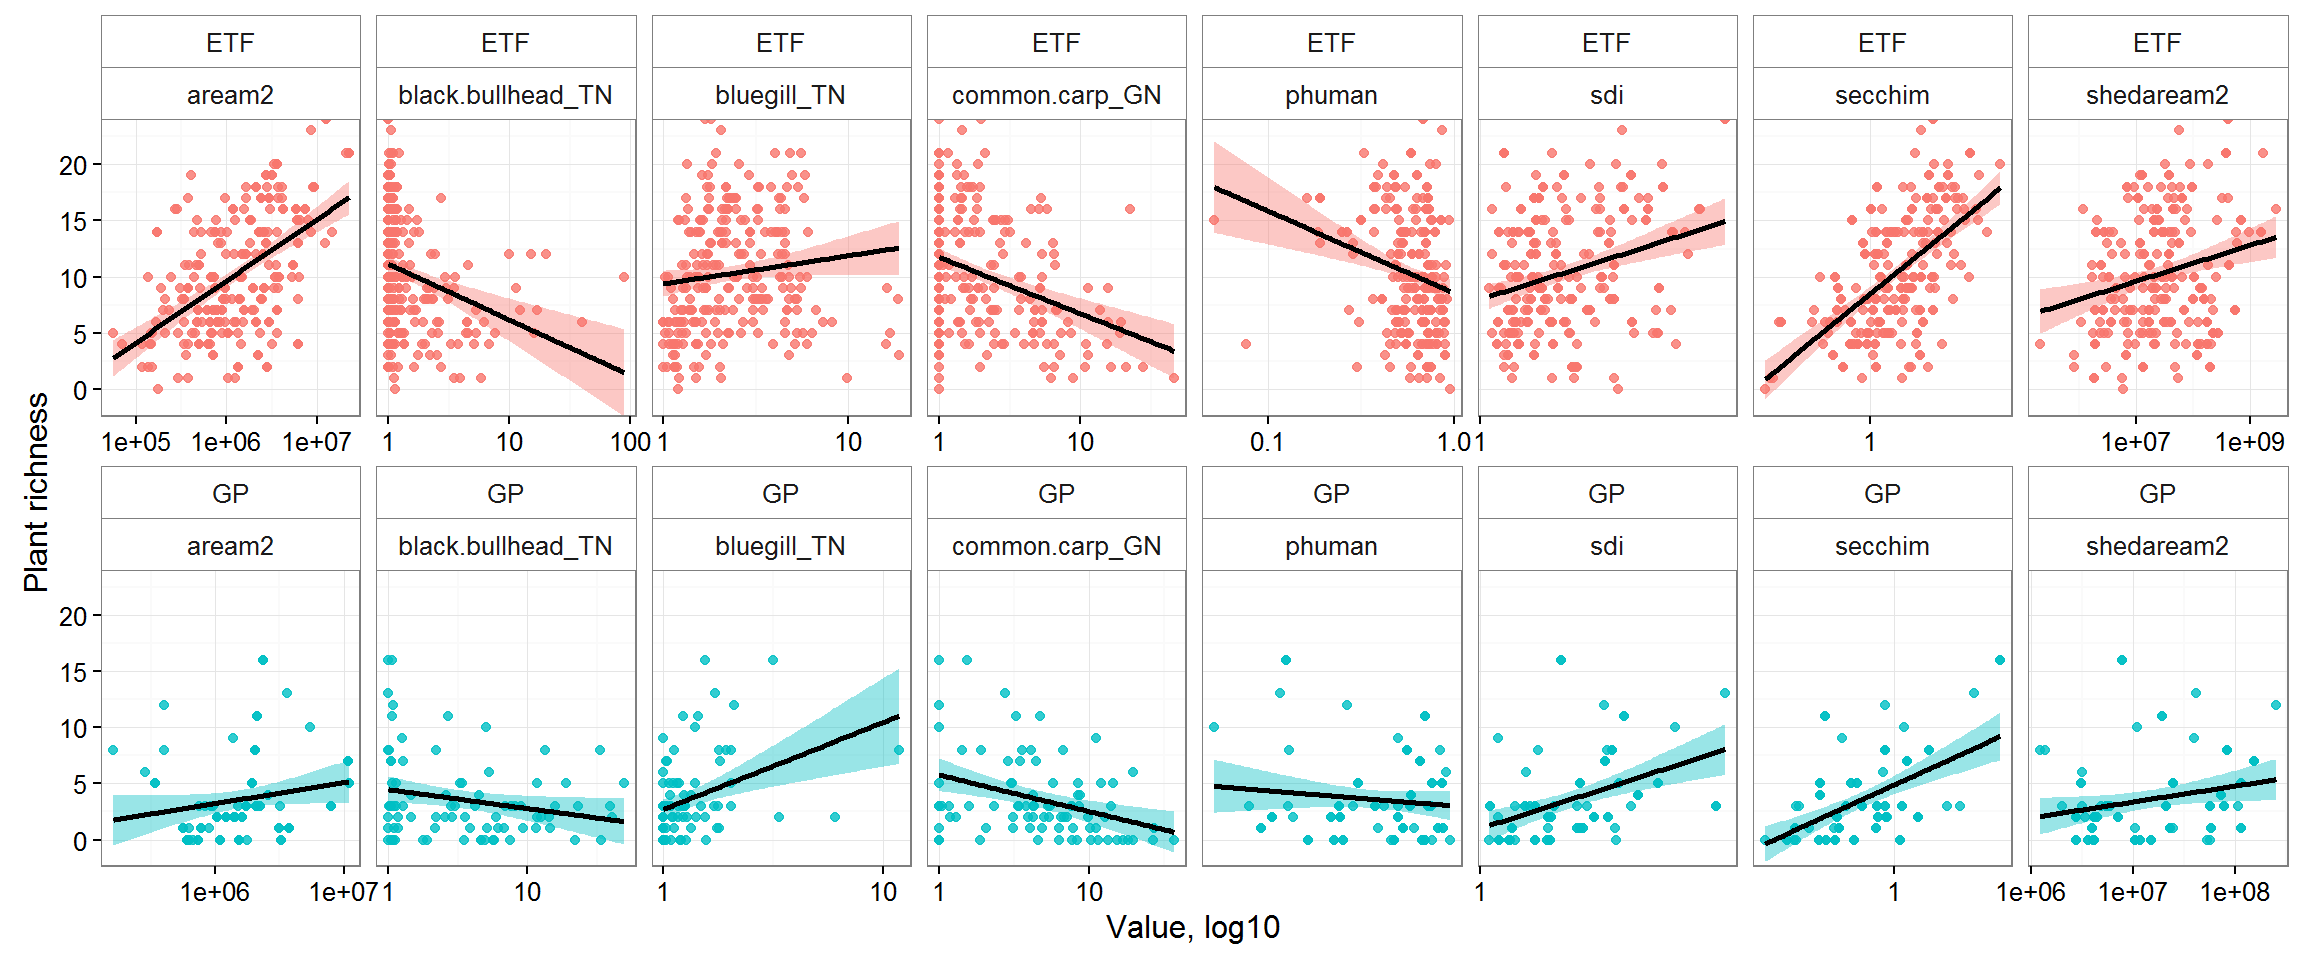 ETF ETF ETF ETF ETF ETF ETF ETF
aream2 black.bullhead_TN bluegill_TN common.carp_GN phuman sdi secchim shedaream2
20
15
10
5
0
1e+05 1e+06 1e+07 1 10 100 1 10 1 10 0.1 1.0 1 1 1e+07 1e+09
Plant richness
GP GP GP GP GP GP GP GP
aream2 black.bullhead_TN bluegill_TN common.carp_GN phuman sdi secchim shedaream2
20
15
10
5
0
1e+06 1e+07 1 10 1 10 1 10 1 1 1e+06 1e+07 1e+08
Value, log10